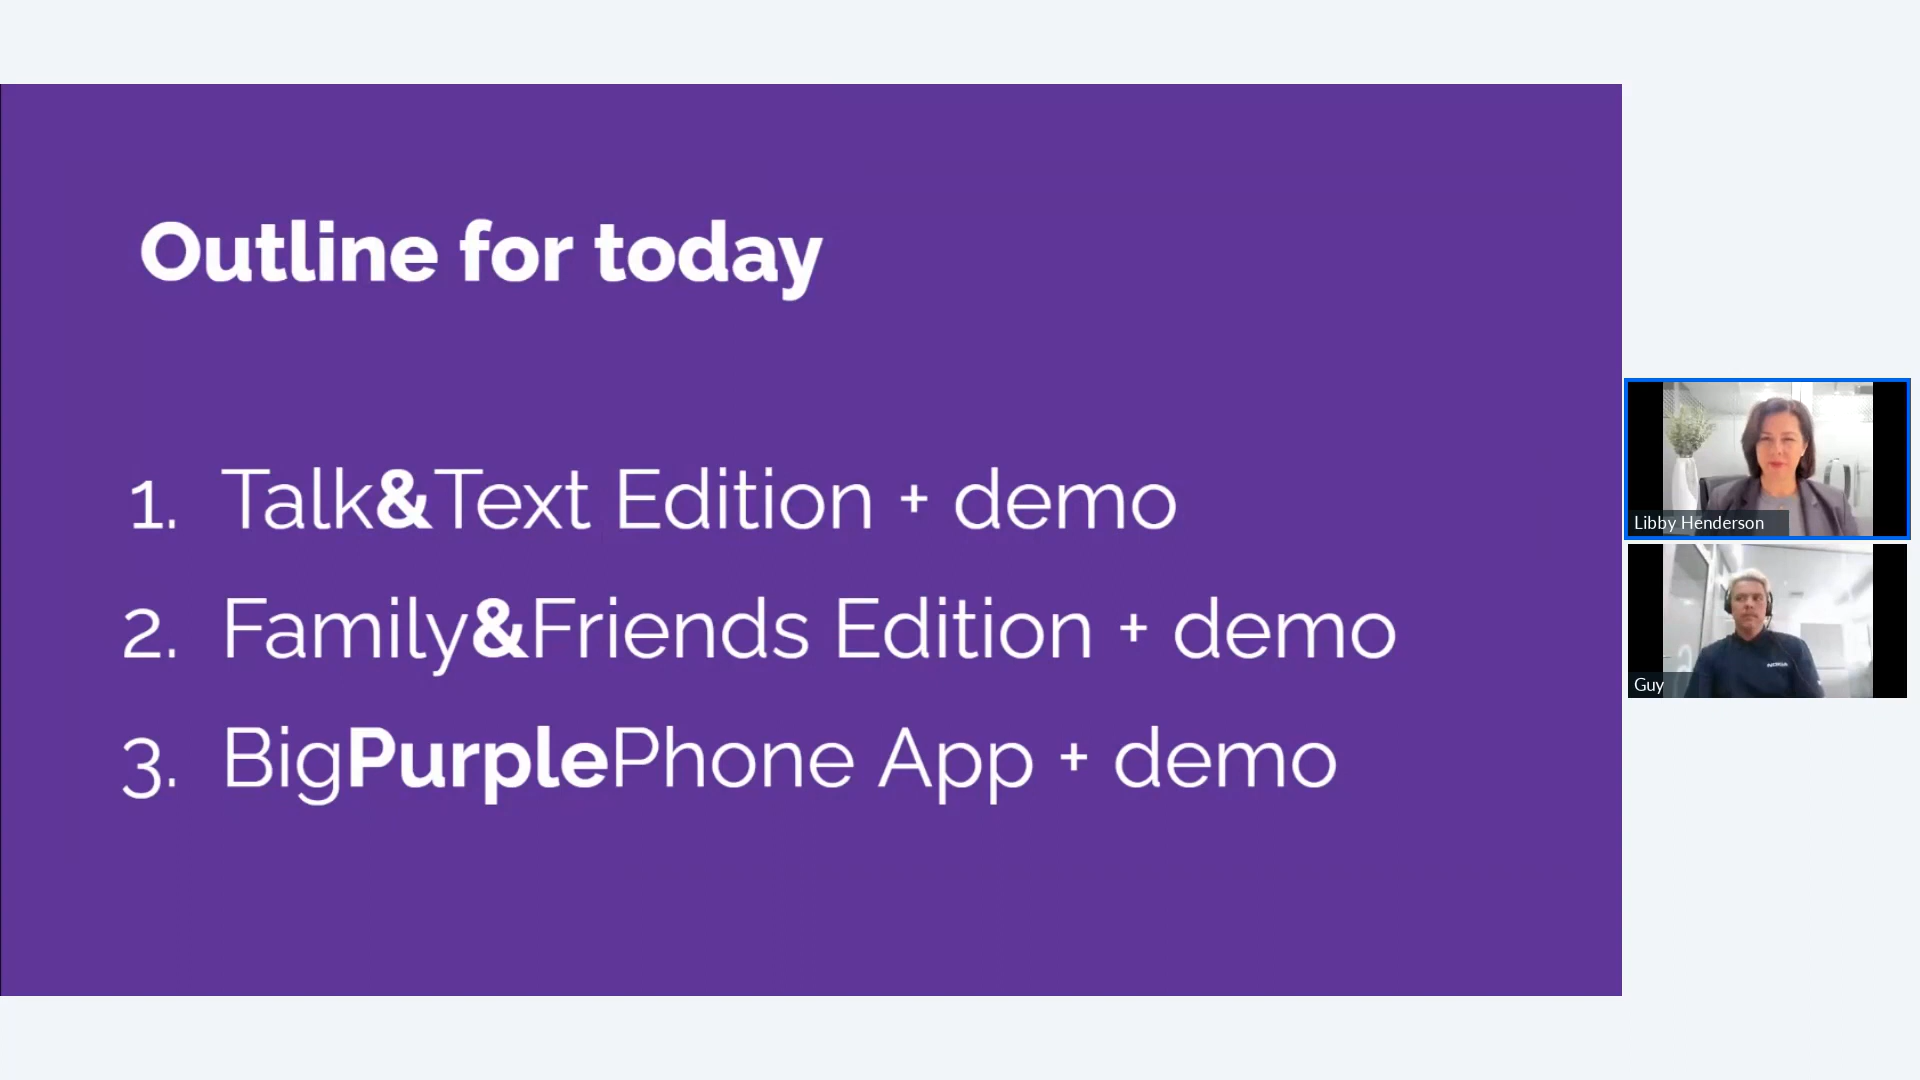 Outline for today
1. Talk&Text Edition + demo
2. Family&Friends Edition + demo
3. BigPurplePhone App + demo
Libby Henderson
NOKIA
Guy